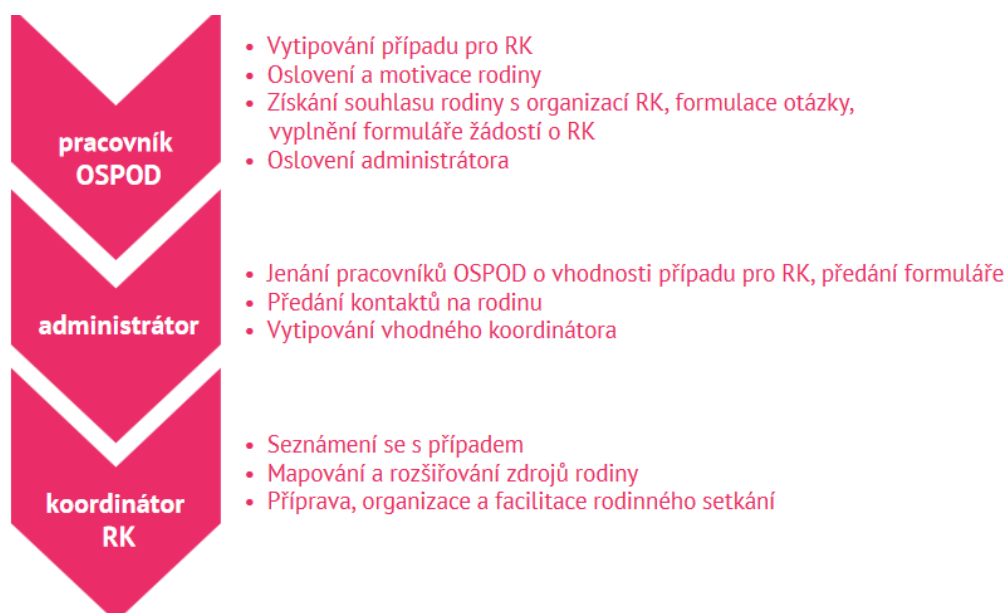 pracovník
OSPOD
• Vytipování případu pro RK
• Oslovení a motivace rodiny
• Získání souhlasu rodiny s organizací RK, formulace otázky,
vyplnění formuláře žádostí o RK
• Oslovení administrátora
administrátor
• Jenání pracovníků OSPOD o vhodnosti případu pro RK, předání formuláře
• Předání kontaktů na rodinu
• Vytipování vhodného koordinátora
koordinátor
RK
• Seznámení se s případem
• Mapování a rozšiřování zdrojů rodiny
• Příprava, organizace a facilitace rodinného setkání